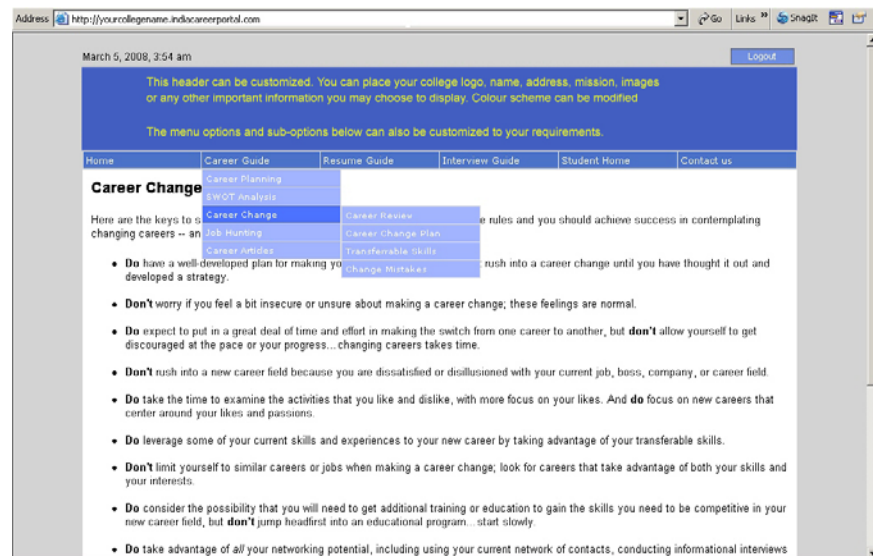 Address http://yourcollegename.indiacareerportal.com Go Links » SnagIt
March 5, 2008, 3:54 am Logout
This header can be customized. You can place your college logo, name, address, mission, images
or any other important information you may choose to display. Colour scheme can be modified
The menu options and sub-options below can also be customized to your requirements.
Home Career Guide Resume Guide Interview Guide Student Home Contact us
Career Planning
Career Change
SWOT Analysis
Career Change Career Review
Here are the keys to s e rules and you should achieve success in contemplating
changing careers -- an Job Hunting Career Change Plan
Career Articles Transferrable Skills
• Do have a well-developed plan for making yo rush into a career change until you have thought it out and
Change Mistakes
developed a strategy.
• Don't worry if you feel a bit insecure or unsure about making a career change; these feelings are normal.
• Do expect to put in a great deal of time and effort in making the switch from one career to another, but don't allow yourself to get
discouraged at the pace or your progress... changing careers takes time.
• Don't rush into a new career field because you are dissatisfied or disillusioned with your current job, boss, company, or career field.
• Do take the time to examine the activities that you like and dislike, with more focus on your likes. And do focus on new careers that
center around your likes and passions.
• Do leverage some of your current skills and experiences to your new career by taking advantage of your transferable skills.
• Don't limit yourself to similar careers or jobs when making a career change; look for careers that take advantage of both your skills and
your interests.
• Do consider the possibility that you will need to get additional training or education to gain the skills you need to be competitive in your
new career field, but don't jump headfirst into an educational program... start slowly.
• Do take advantage of all your networking potential, including using your current network of contacts, conducting informational interviews